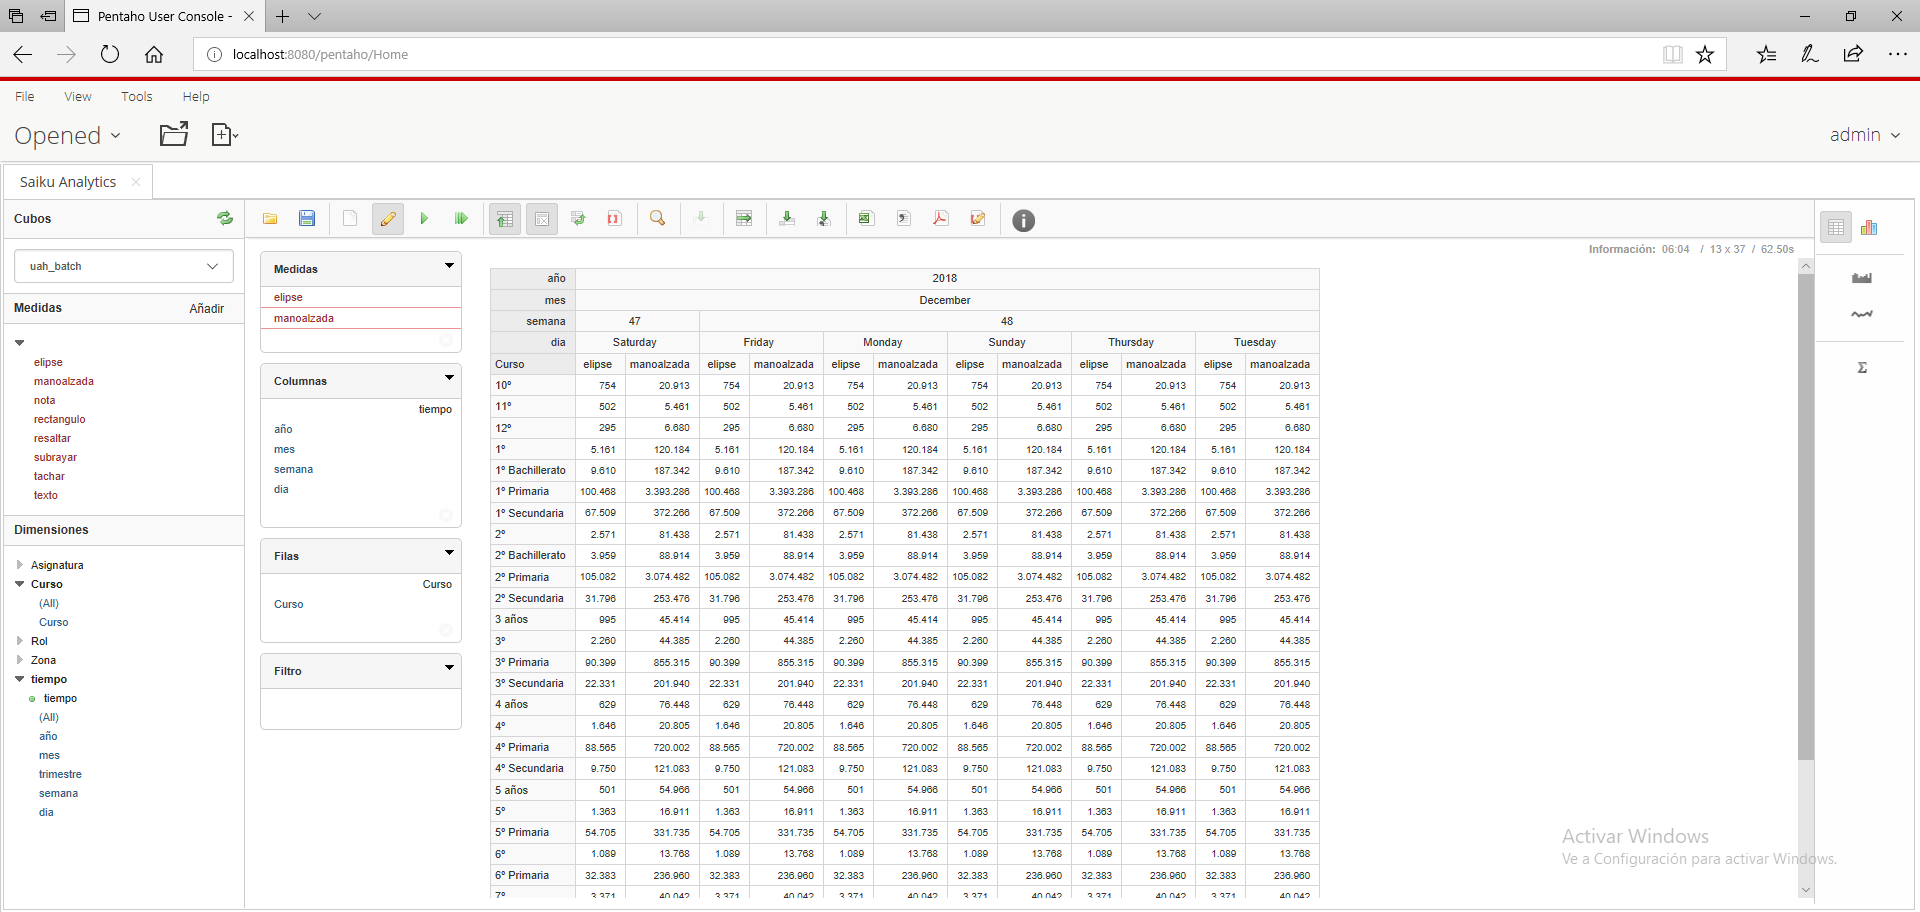 Pentaho User Console -
localhost:8080/pentaho/Home
File View Tools Help
Opened
admin
Saiku Analytics
Cubos
uah_batch
Medidas Añadir
elipse
manoalzada
nota
rectangulo
resaltar
subrayar
tachar
texto
Dimensiones
Asignatura
Curso
(All)
Curso
Rol
Zona
tiempo
tiempo
(All)
año
mes
trimestre
semana
dia
Medidas
elipse
manoalzada
Columnas
tiempo
año
mes
semana
dia
Filas
Curso
Curso
Filtro
Información: 06:04 / 13 x 37 / 62.50s
año 2018
mes December
semana 47 48
dia Saturday Friday Monday Sunday Thursday Tuesday
Curso elipse manoalzada elipse manoalzada elipse manoalzada elipse manoalzada elipse manoalzada elipse manoalzada
10º 754 20.913 754 20.913 754 20.913 754 20.913 754 20.913 754 20.913
11º 502 5.461 502 5.461 502 5.461 502 5.461 502 5.461 502 5.461
12º 295 6.680 295 6.680 295 6.680 295 6.680 295 6.680 295 6.680
1º 5.161 120.184 5.161 120.184 5.161 120.184 5.161 120.184 5.161 120.184 5.161 120.184
1º Bachillerato 9.610 187.342 9.610 187.342 9.610 187.342 9.610 187.342 9.610 187.342 9.610 187.342
1º Primaria 100.468 3.393.286 100.468 3.393.286 100.468 3.393.286 100.468 3.393.286 100.468 3.393.286 100.468 3.393.286
1º Secundaria 67.509 372.266 67.509 372.266 67.509 372.266 67.509 372.266 67.509 372.266 67.509 372.266
2º 2.571 81.438 2.571 81.438 2.571 81.438 2.571 81.438 2.571 81.438 2.571 81.438
2º Bachillerato 3.959 88.914 3.959 88.914 3.959 88.914 3.959 88.914 3.959 88.914 3.959 88.914
2º Primaria 105.082 3.074.482 105.082 3.074.482 105.082 3.074.482 105.082 3.074.482 105.082 3.074.482 105.082 3.074.482
2º Secundaria 31.796 253.476 31.796 253.476 31.796 253.476 31.796 253.476 31.796 253.476 31.796 253.476
3 años 995 45.414 995 45.414 995 45.414 995 45.414 995 45.414 995 45.414
3º 2.260 44.385 2.260 44.385 2.260 44.385 2.260 44.385 2.260 44.385 2.260 44.385
3º Primaria 90.399 855.315 90.399 855.315 90.399 855.315 90.399 855.315 90.399 855.315 90.399 855.315
3º Secundaria 22.331 201.940 22.331 201.940 22.331 201.940 22.331 201.940 22.331 201.940 22.331 201.940
4 años 629 76.448 629 76.448 629 76.448 629 76.448 629 76.448 629 76.448
4º 1.646 20.805 1.646 20.805 1.646 20.805 1.646 20.805 1.646 20.805 1.646 20.805
4º Primaria 88.565 720.002 88.565 720.002 88.565 720.002 88.565 720.002 88.565 720.002 88.565 720.002
4º Secundaria 9.750 121.083 9.750 121.083 9.750 121.083 9.750 121.083 9.750 121.083 9.750 121.083
5 años 501 54.966 501 54.966 501 54.966 501 54.966 501 54.966 501 54.966
5º 1.363 16.911 1.363 16.911 1.363 16.911 1.363 16.911 1.363 16.911 1.363 16.911
5º Primaria 54.705 331.735 54.705 331.735 54.705 331.735 54.705 331.735 54.705 331.735 54.705 331.735
6º 1.089 13.768 1.089 13.768 1.089 13.768 1.089 13.768 1.089 13.768 1.089 13.768
6º Primaria 32.383 236.960 32.383 236.960 32.383 236.960 32.383 236.960 32.383 236.960 32.383 236.960
7º 3.371 40.042 3.371 40.042 3.371 40.042 3.371 40.042 3.371 40.042 3.371 40.042
Activar Windows
Ve a Configuración para activar Windows.